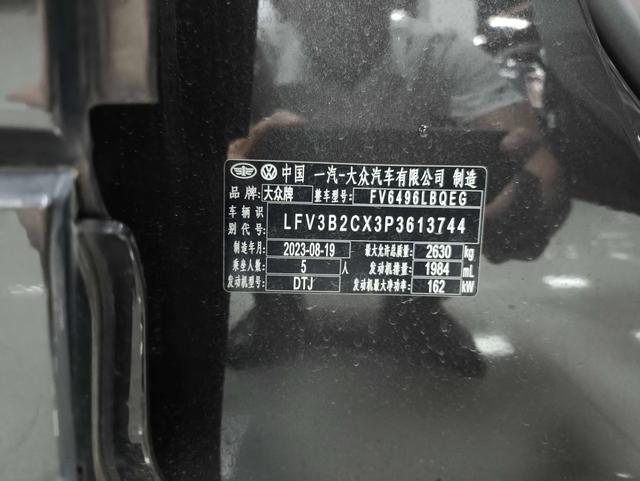 中国 一汽-大众汽车有限公司 制造
品牌: 大众牌 整车型号: FV6496LBQEG
车辆识别代号: LFV3B2CX3P3613744
制造年月: 2023-08-19 最大允许总质量: 2630 kg
乘坐人数: 5 人 发动机排量: 1984 mL
发动机型号: DTJ 发动机最大净功率: 162 kW